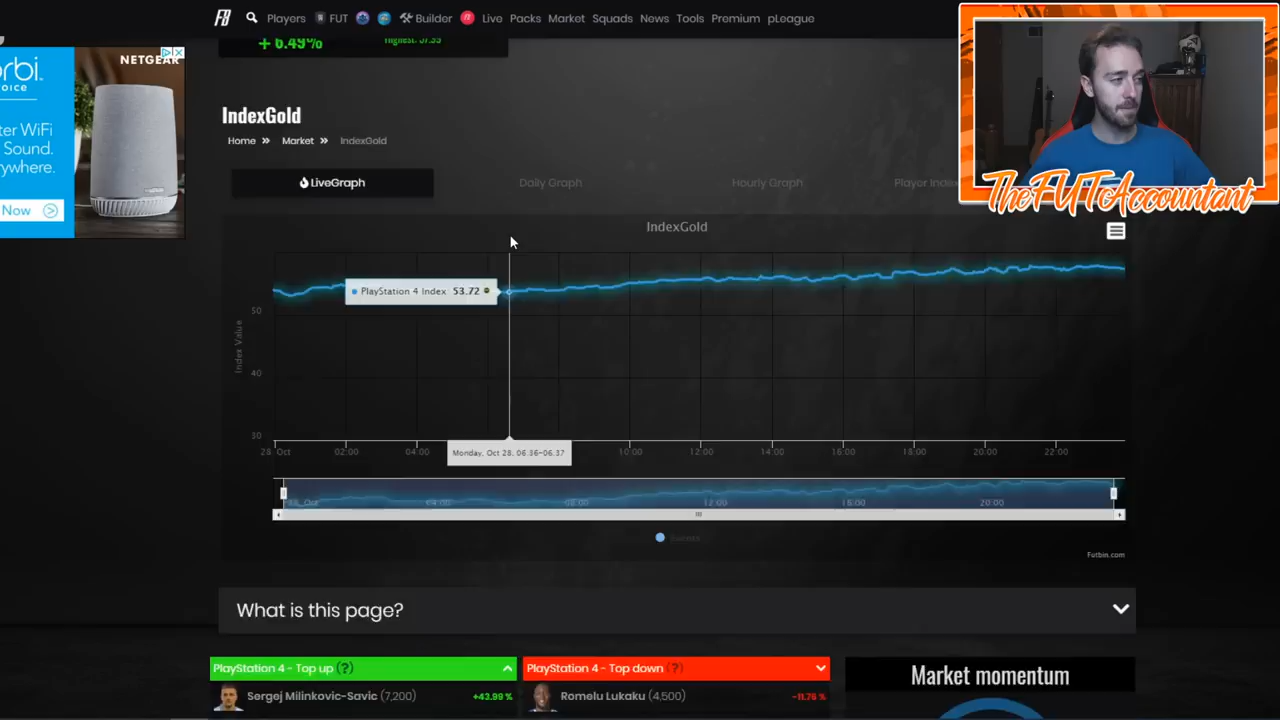 Players FUT Builder Live Packs Market Squads News Tools Premium pLeague
+ 6.49%
NETGEAR
orbi
OICE
ter WiFi
Sound.
rywhere.
Now
IndexGold
Home » Market » IndexGold
LiveGraph Daily Graph Hourly Graph Player Index
TheFUTAccountant
IndexGold
PlayStation 4 Index 53.72
50
40
30
Index Value
28. Oct 02:00 04:00 10:00 12:00 14:00 16:00 18:00 20:00 22:00
Monday, Oct 28, 06:36-06:37
28. Oct 04:00 08:00 12:00 16:00 20:00
Futbin.com
What is this page?
PlayStation 4 - Top up (?)
Sergej Milinkovic-Savic (7,200) +43.99 %
PlayStation 4 - Top down (?)
Romelu Lukaku (4,500) -11.76 %
Market momentum